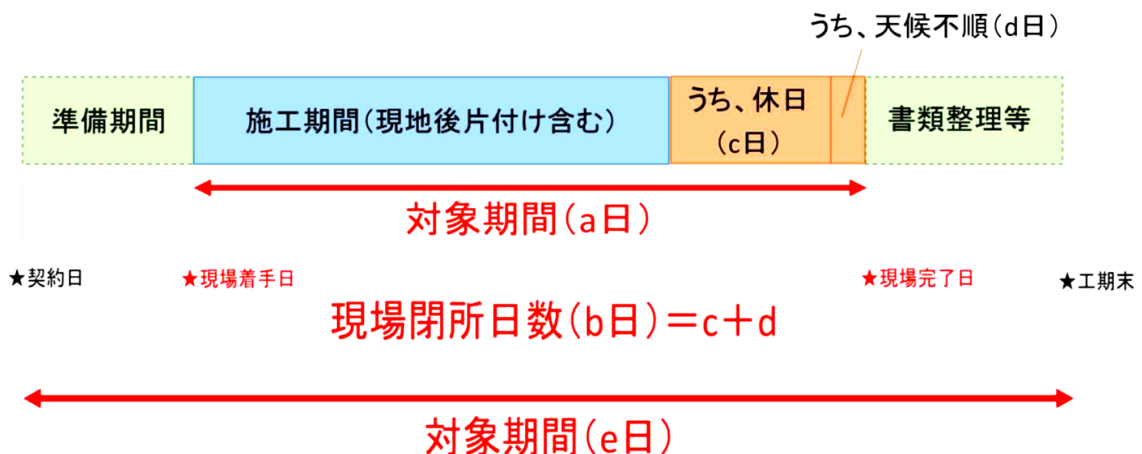 うち、天候不順(d日)
準備期間
施工期間(現地後片付け含む)
うち、休日
(c日)
書類整理等
対象期間(a日)
★契約日
★現場着手日
★現場完了日
★工期末
現場閉所日数(b日)=c+d
対象期間(e日)